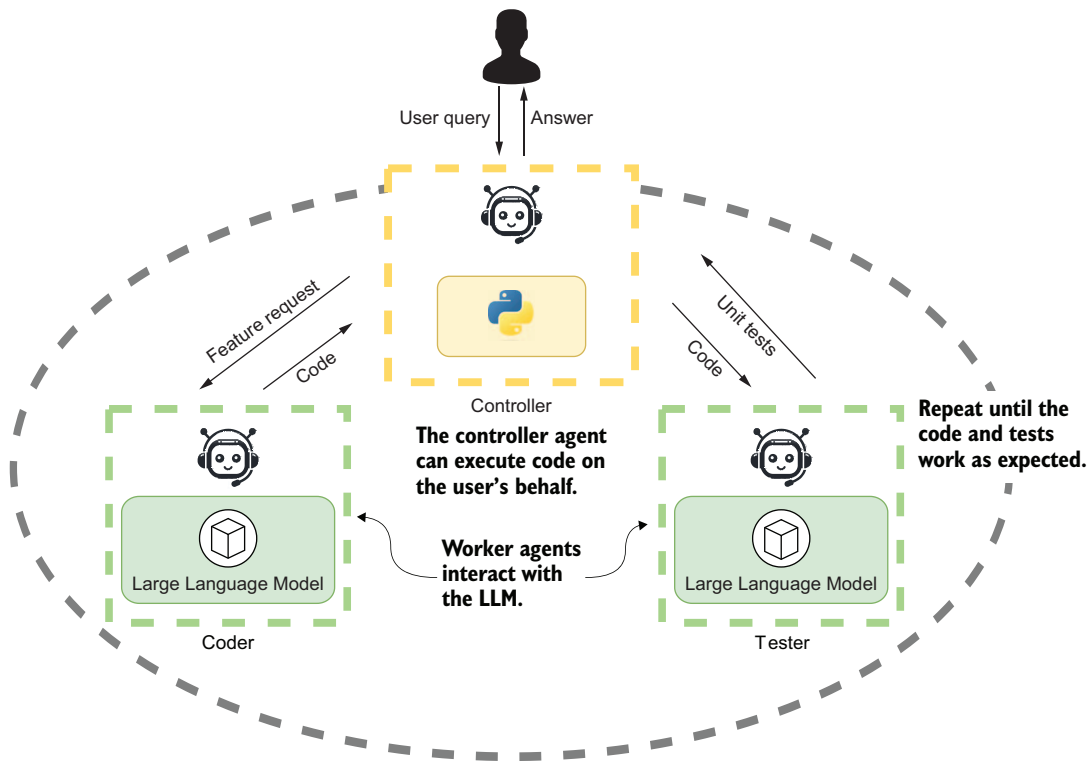 User query
Answer
Feature request
Code
Unit tests
Code
Controller
The controller agent
can execute code on
the user’s behalf.
Repeat until the
code and tests
work as expected.
Worker agents
interact with
the LLM.
Large Language Model
Coder
Large Language Model
Tester